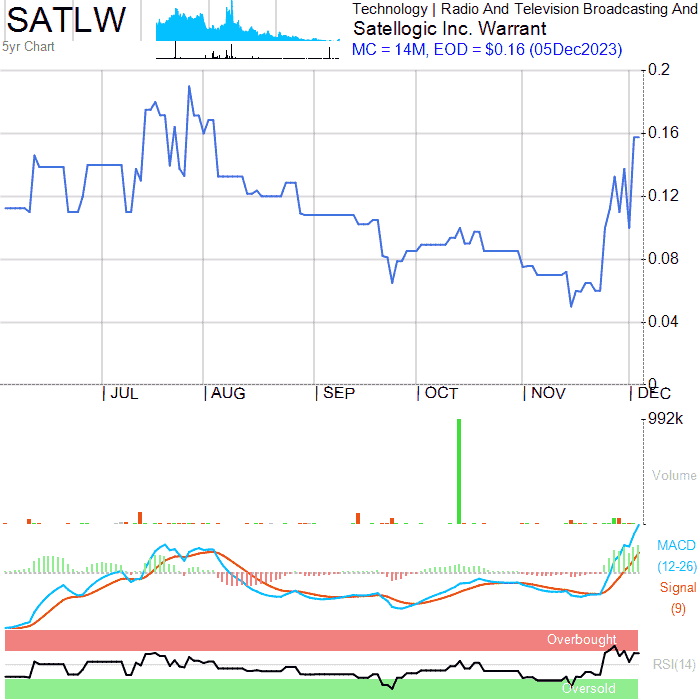 SATLW
5yr Chart
Technology | Radio And Television Broadcasting And
Satellogic Inc. Warrant
MC = 14M, EOD = $0.16 (05Dec2023)
0.2
0.16
0.12
0.08
0.04
0
| JUL | AUG | SEP | OCT | NOV | DEC
992k
Volume
MACD
(12-26)
Signal
(9)
Overbought
RSI(14)
Oversold